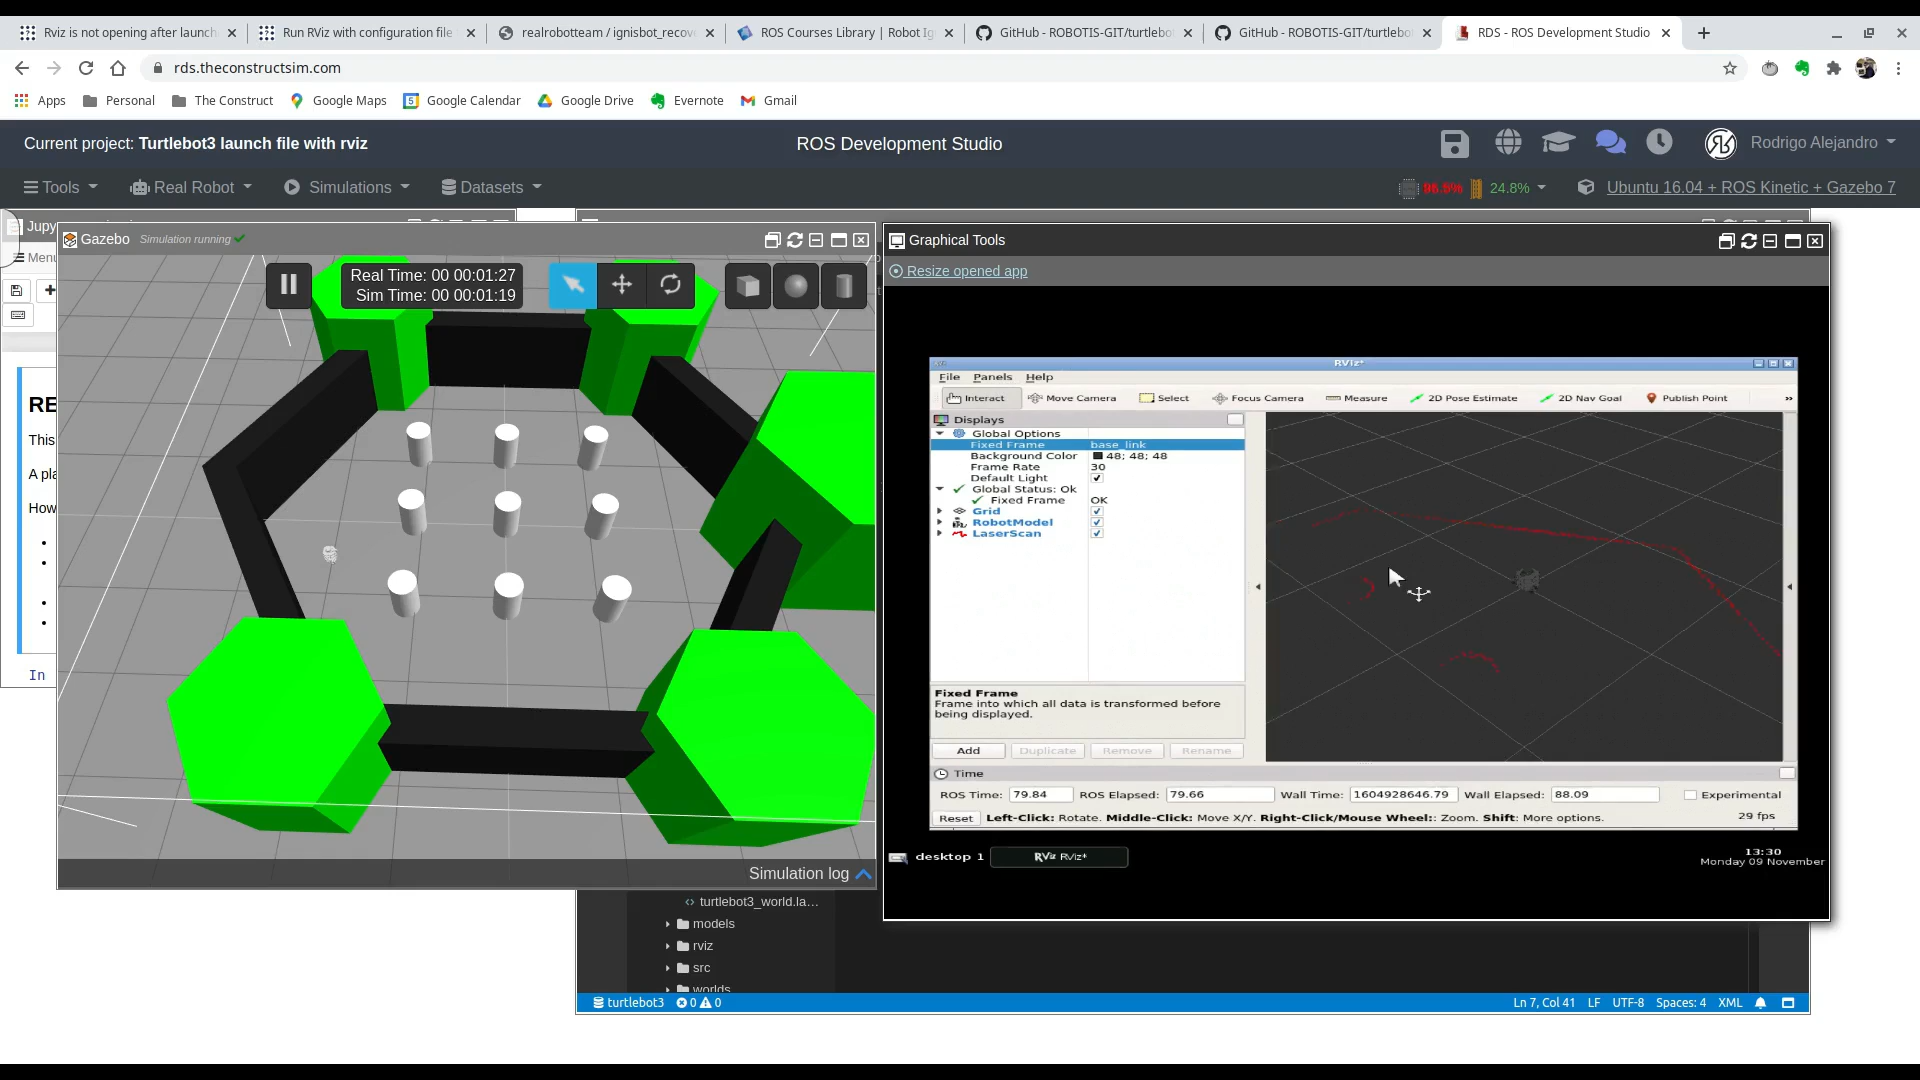 Rviz is not opening after launch
Run RViz with configuration file
realrobotteam / ignisbot_recov
ROS Courses Library | Robot Ig
GitHub - ROBOTIS-GIT/turtlebo
GitHub - ROBOTIS-GIT/turtlebo
RDS - ROS Development Studio
rds.theconstructsim.com
Apps
Personal
The Construct
Google Maps
Google Calendar
Google Drive
Evernote
Gmail
Current project: Turtlebot3 launch file with rviz
ROS Development Studio
Rodrigo Alejandro
Tools
Real Robot
Simulations
Datasets
24.8%
Ubuntu 16.04 + ROS Kinetic + Gazebo 7
Jupy
Menu
RE
This
A pla
How
In
Gazebo
Simulation running
Real Time: 00 00:01:27
Sim Time: 00 00:01:19
Simulation log
Graphical Tools
Resize opened app
RViz*
File Panels Help
Interact
Move Camera
Select
Focus Camera
Measure
2D Pose Estimate
2D Nav Goal
Publish Point
»
Displays
Global Options
Fixed Frame base_link
Background Color 48; 48; 48
Frame Rate 30
Default Light
Global Status: Ok
Fixed Frame OK
Grid
RobotModel
LaserScan
Fixed Frame
Frame into which all data is transformed before
being displayed.
Add
Duplicate
Remove
Rename
Time
ROS Time: 79.84
ROS Elapsed: 79.66
Wall Time: 1604928646.79
Wall Elapsed: 88.09
Experimental
Reset
Left-Click: Rotate. Middle-Click: Move X/Y. Right-Click/Mouse Wheel:: Zoom. Shift: More options.
29 fps
desktop 1
RViz RViz*
13:30
Monday 09 November
turtlebot3_world.la...
models
rviz
src
worlds
turtlebot3
0
0
Ln 7, Col 41
LF
UTF-8
Spaces: 4
XML